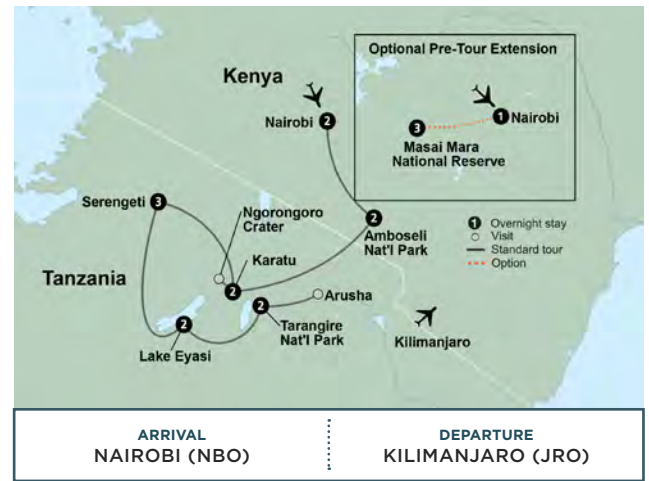 Optional Pre-Tour Extension
Kenya
Nairobi
2
1
Nairobi
3
Masai Mara
National Reserve
Serengeti
3
Ngorongoro
Crater
2
Amboseli
Nat'l Park
1 Overnight stay
Visit
Standard tour
Option
Karatu
2
Tanzania
Arusha
2
Tarangire
Nat'l Park
2
Lake Eyasi
Kilimanjaro
ARRIVAL
NAIROBI (NBO)
DEPARTURE
KILIMANJARO (JRO)